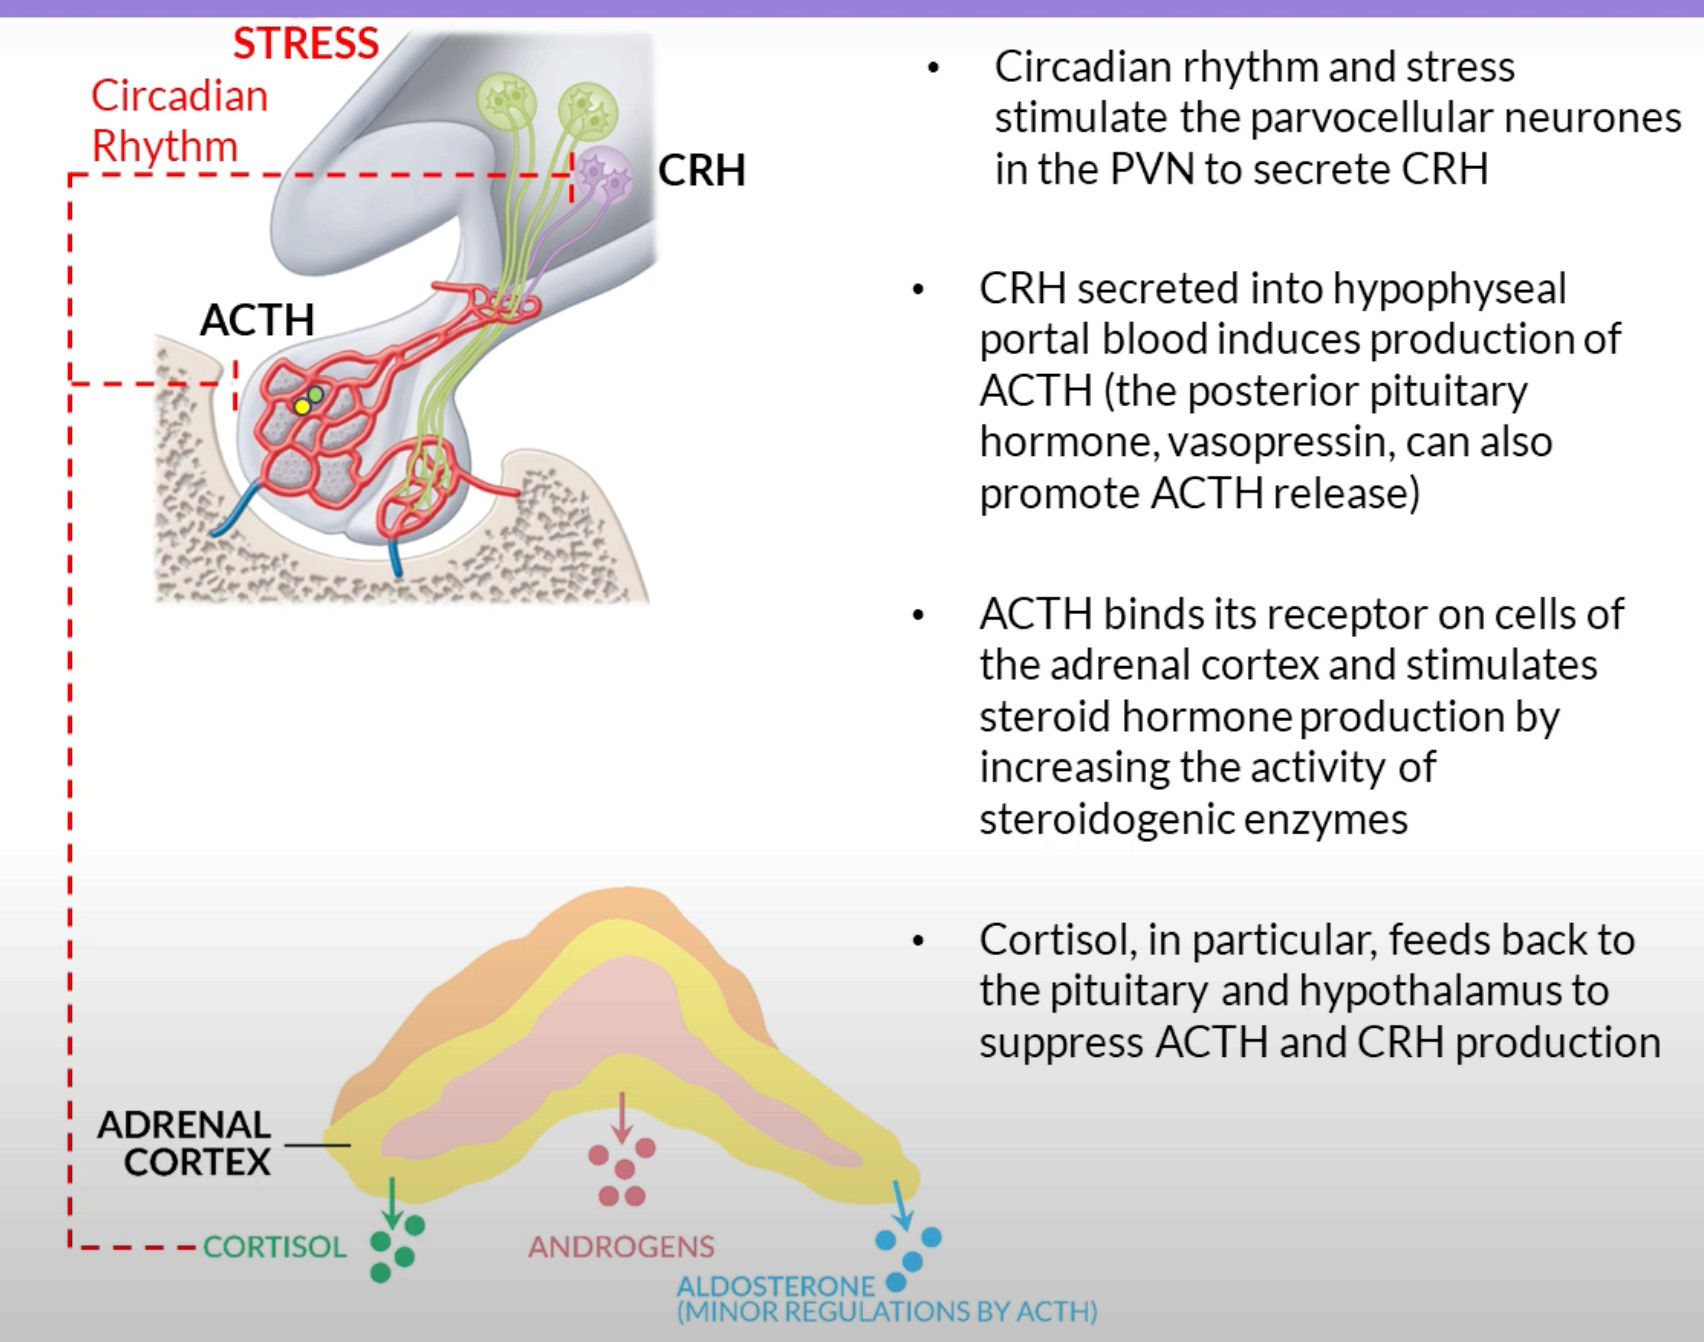 STRESS
Circadian
Rhythm
CRH
ACTH
ADRENAL
CORTEX
CORTISOL
ANDROGENS
ALDOSTERONE
(MINOR REGULATIONS BY ACTH)
• Circadian rhythm and stress
stimulate the parvocellular neurones
in the PVN to secrete CRH
• CRH secreted into hypophyseal
portal blood induces production of
ACTH (the posterior pituitary
hormone, vasopressin, can also
promote ACTH release)
• ACTH binds its receptor on cells of
the adrenal cortex and stimulates
steroid hormone production by
increasing the activity of
steroidogenic enzymes
• Cortisol, in particular, feeds back to
the pituitary and hypothalamus to
suppress ACTH and CRH production